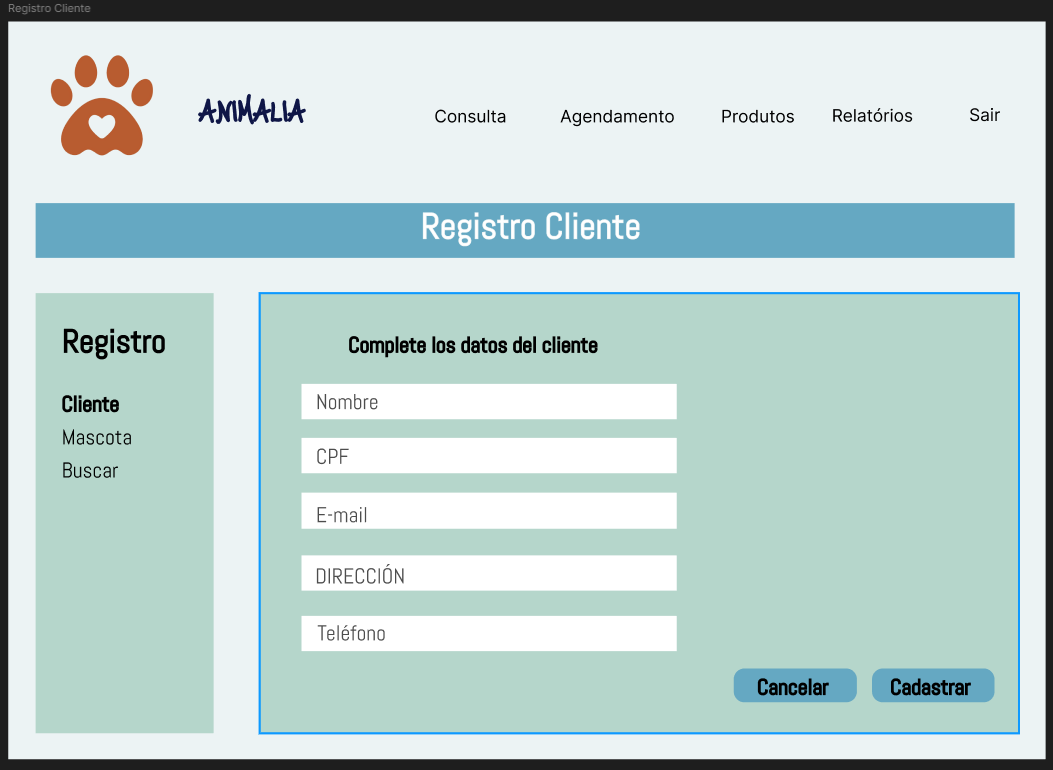 Registro Cliente
ANIMALIA
Consulta Agendamento Produtos Relatórios Sair
Registro Cliente
Registro
Cliente
Mascota
Buscar
Complete los datos del cliente
Nombre
CPF
E-mail
DIRECCIÓN
Teléfono
Cancelar Cadastrar